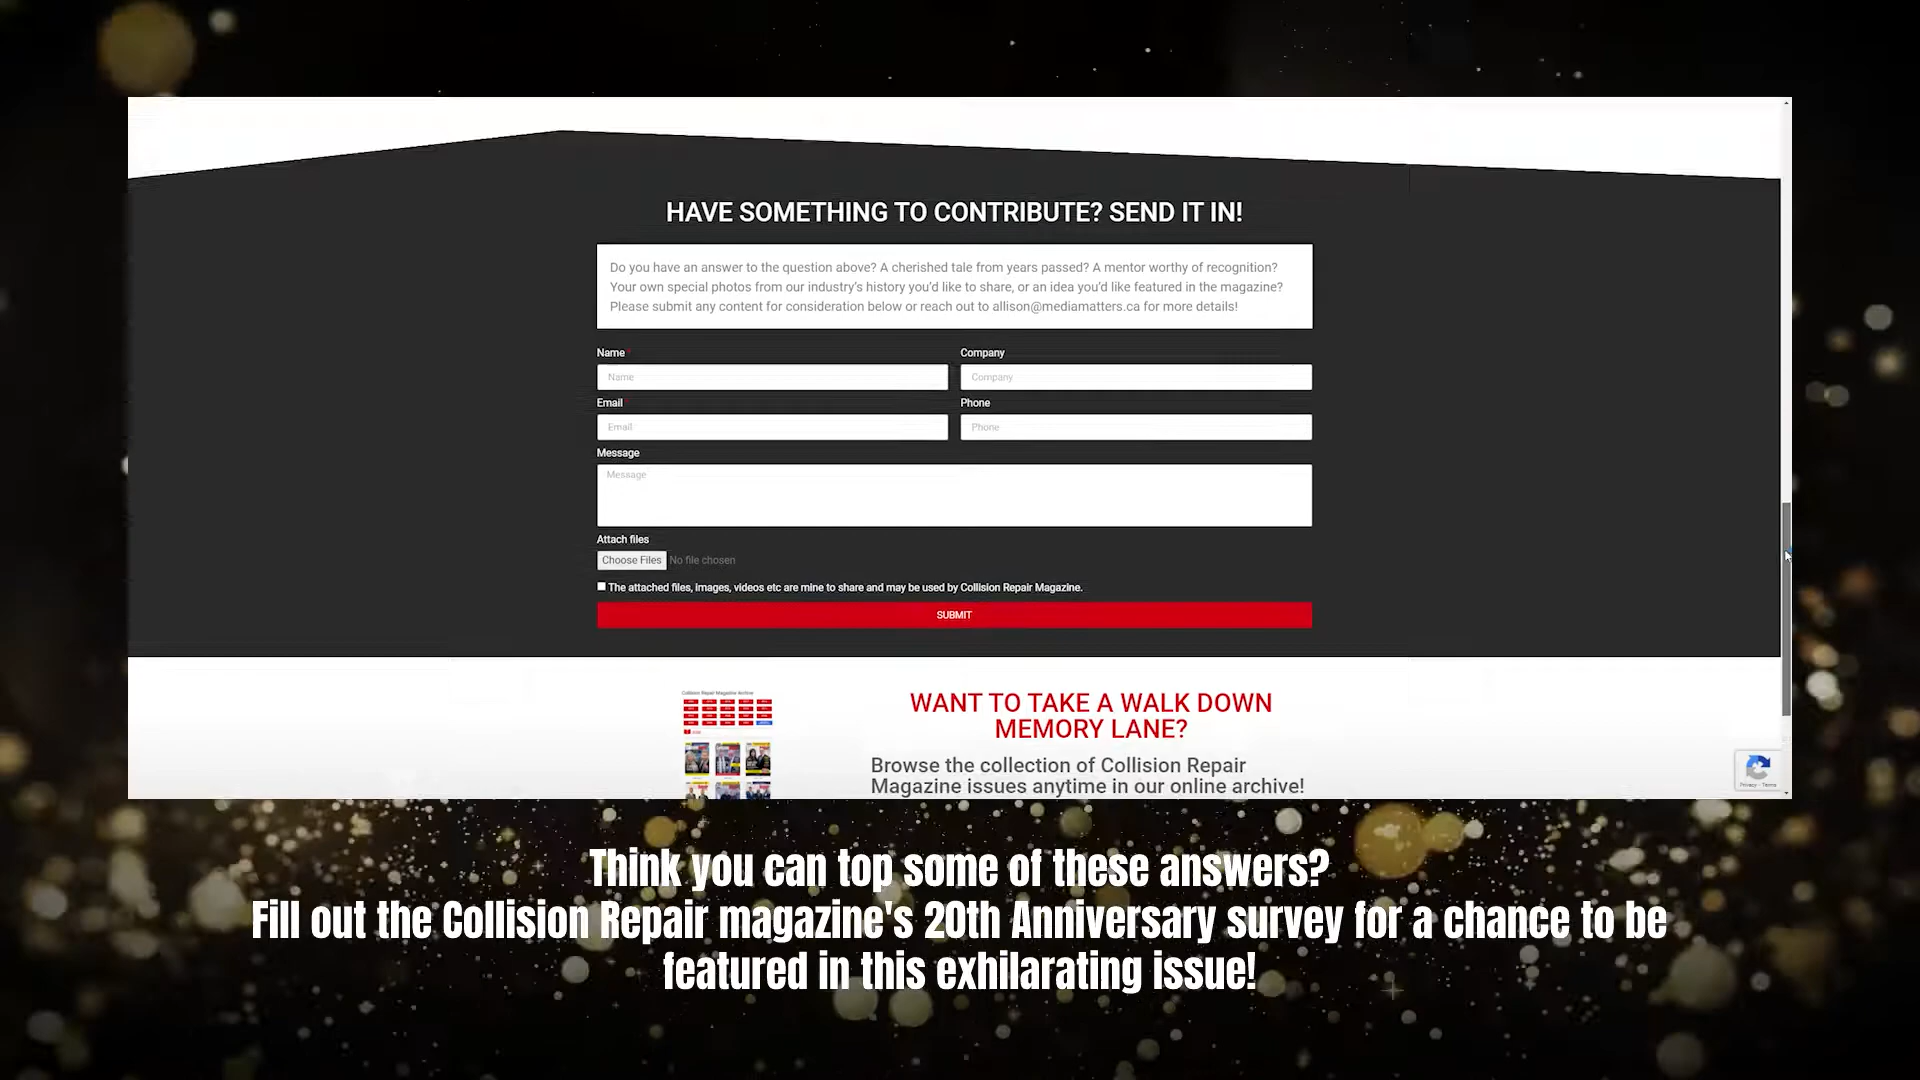 HAVE SOMETHING TO CONTRIBUTE? SEND IT IN!
Do you have an answer to the question above? A cherished tale from years passed? A mentor worthy of recognition?
Your own special photos from our industry's history you'd like to share, or an idea you'd like featured in the magazine?
Please submit any content for consideration below or reach out to allison@mediamatters.ca for more details!
Name
Company
Name
Company
Email
Phone
Email
Phone
Message
Message
Attach files
Choose Files No file chosen
The attached files, images, videos etc are mine to share and may be used by Collision Repair Magazine.
SUBMIT
Collision Repair Magazine Archive
WANT TO TAKE A WALK DOWN
MEMORY LANE?
Browse the collection of Collision Repair
Magazine issues anytime in our online archive!
Privacy - Terms
Think you can top some of these answers?
Fill out the Collision Repair magazine's 20th Anniversary survey for a chance to be
featured in this exhilarating issue!